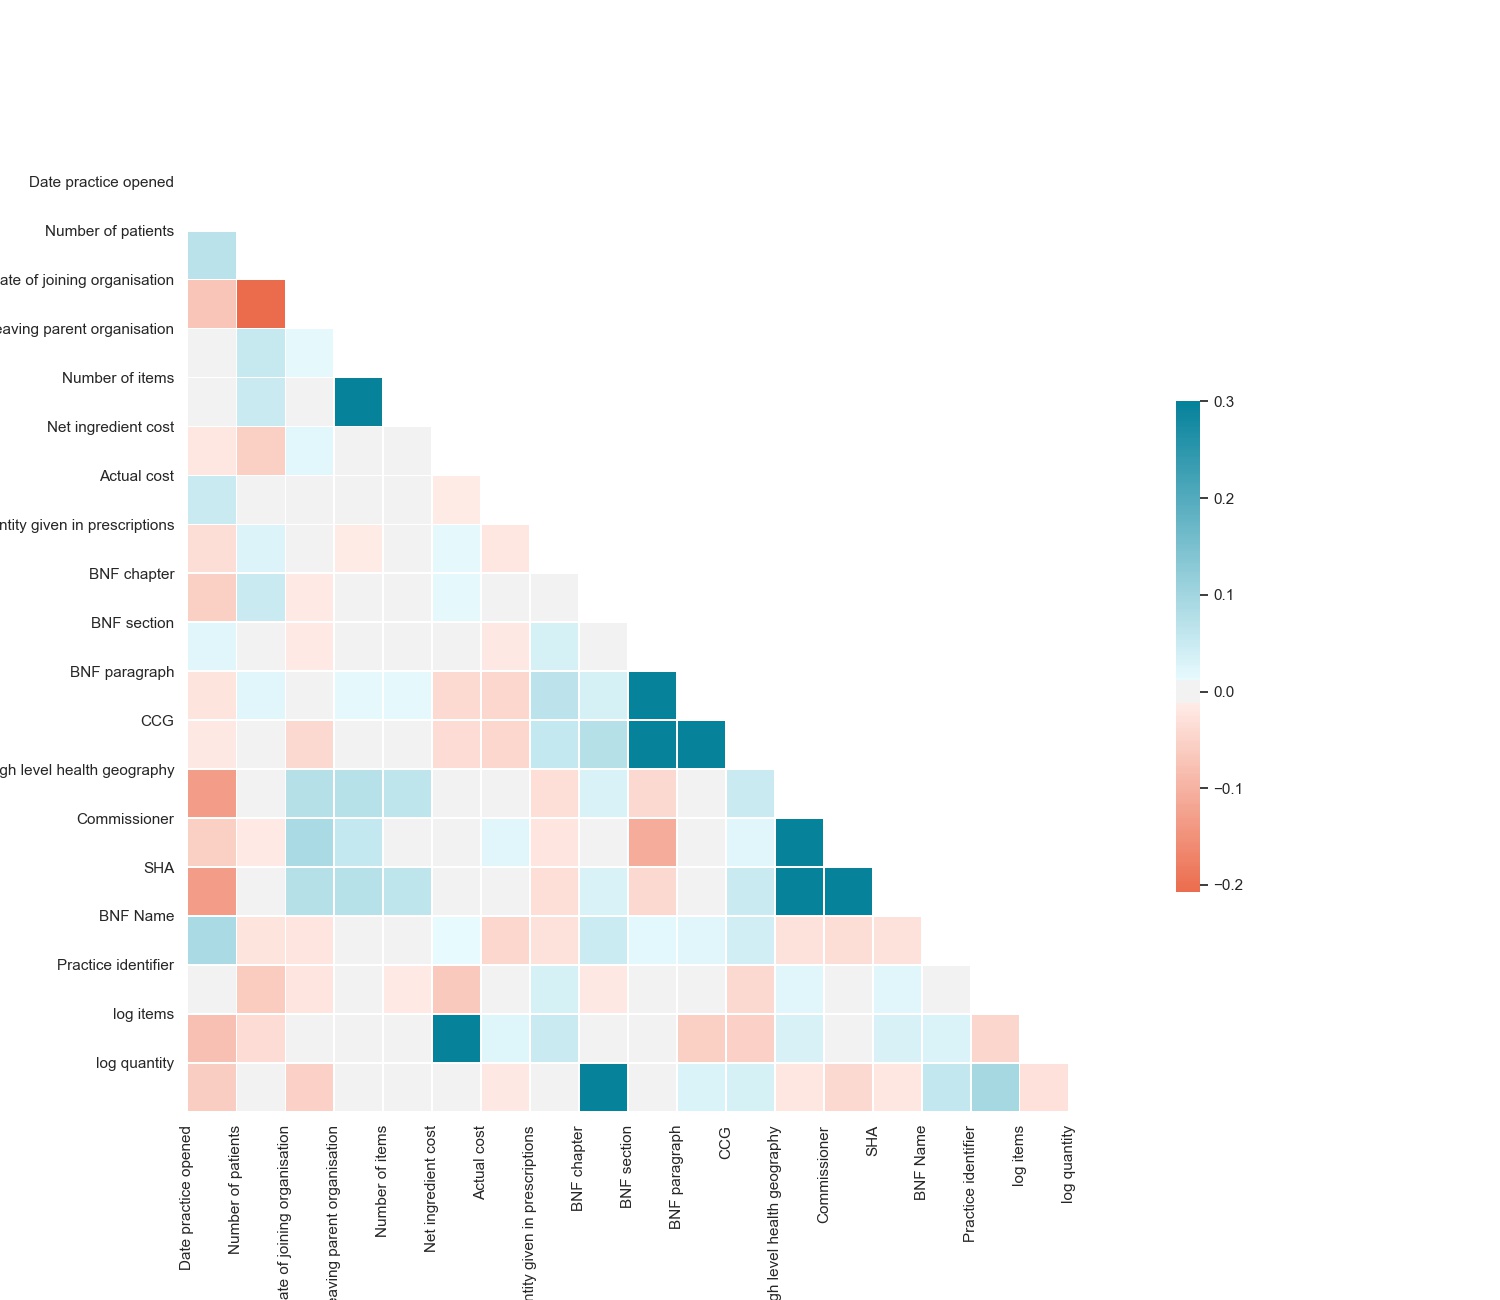 Date practice opened
Number of patients
ate of joining organisation
eaving parent organisation
Number of items
Net ingredient cost
Actual cost
ntity given in prescriptions
BNF chapter
BNF section
BNF paragraph
CCG
gh level health geography
Commissioner
SHA
BNF Name
Practice identifier
log items
log quantity
0.3
0.2
0.1
0.0
−0.1
−0.2
Date practice opened
Number of patients
ate of joining organisation
eaving parent organisation
Number of items
Net ingredient cost
Actual cost
ntity given in prescriptions
BNF chapter
BNF section
BNF paragraph
CCG
gh level health geography
Commissioner
SHA
BNF Name
Practice identifier
log items
log quantity